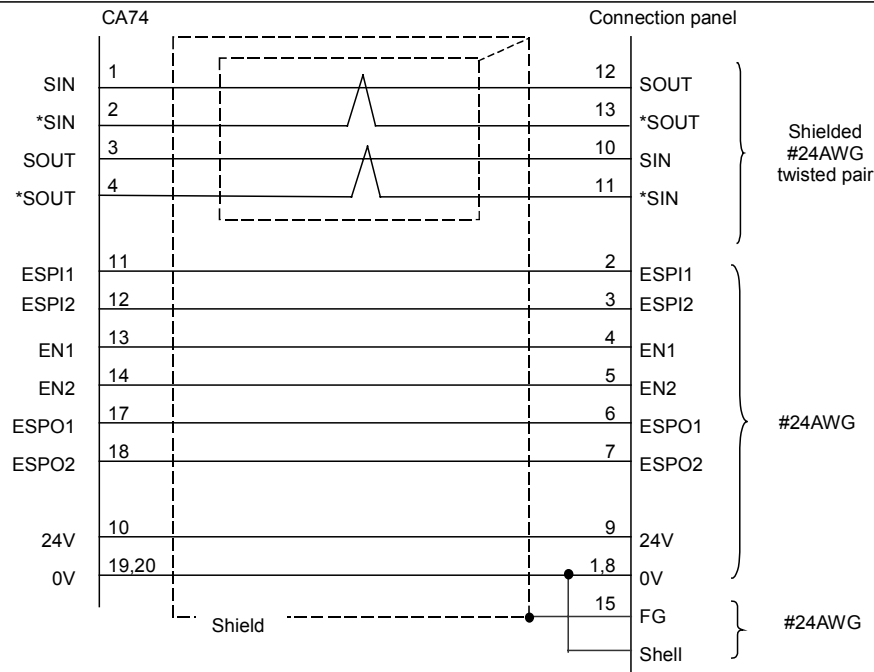 CA74 Connection panel
SIN 1 12 SOUT
*SIN 2 13 *SOUT
SOUT 3 10 SIN
*SOUT 4 11 *SIN
Shielded
#24AWG
twisted pair
ESPI1 11 2 ESPI1
ESPI2 12 3 ESPI2
EN1 13 4 EN1
EN2 14 5 EN2
ESPO1 17 6 ESPO1
ESPO2 18 7 ESPO2
#24AWG
24V 10 9 24V
0V 19,20 1,8 0V
Shield 15 FG
#24AWG
Shell